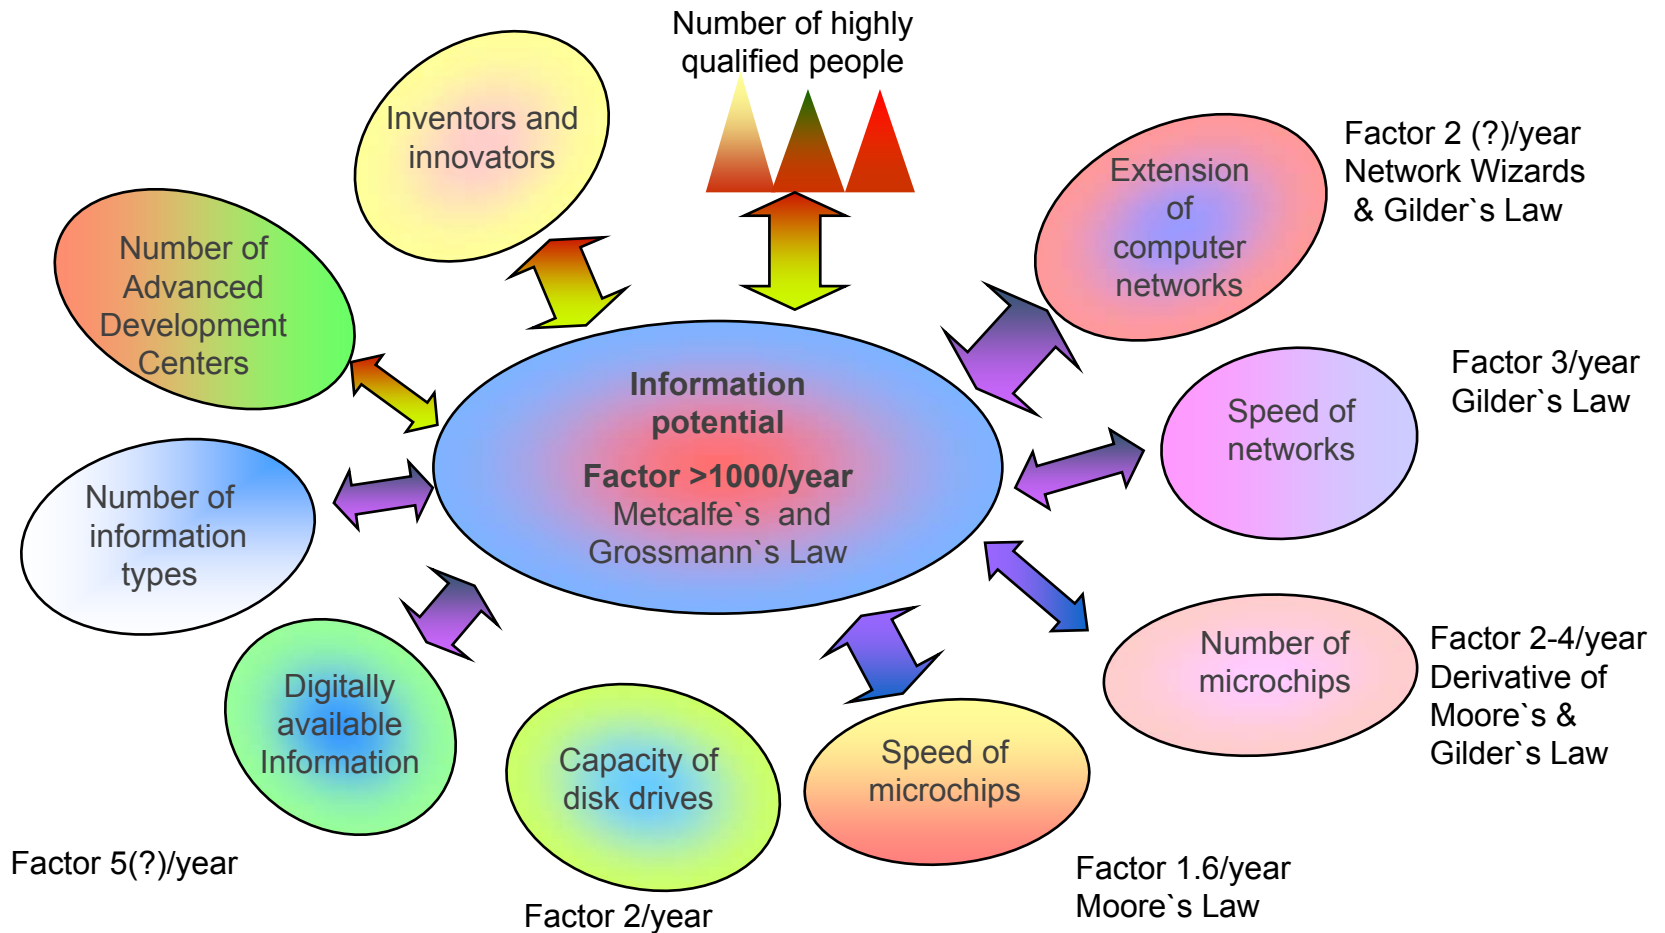 Number of highly
qualified people
Inventors and
innovators
Factor 2 (?)/year
Network Wizards
& Gilder`s Law
Extension
of
computer
networks
Number of
Advanced
Development
Centers
Factor 3/year
Gilder`s Law
Speed of
networks
Information
potential
Factor >1000/year
Metcalfe`s and
Grossmann`s Law
Number of
information
types
Number of
microchips
Factor 2-4/year
Derivative of
Moore`s &
Gilder`s Law
Digitally
available
Information
Capacity of
disk drives
Speed of
microchips
Factor 5(?)/year
Factor 2/year
Factor 1.6/year
Moore`s Law